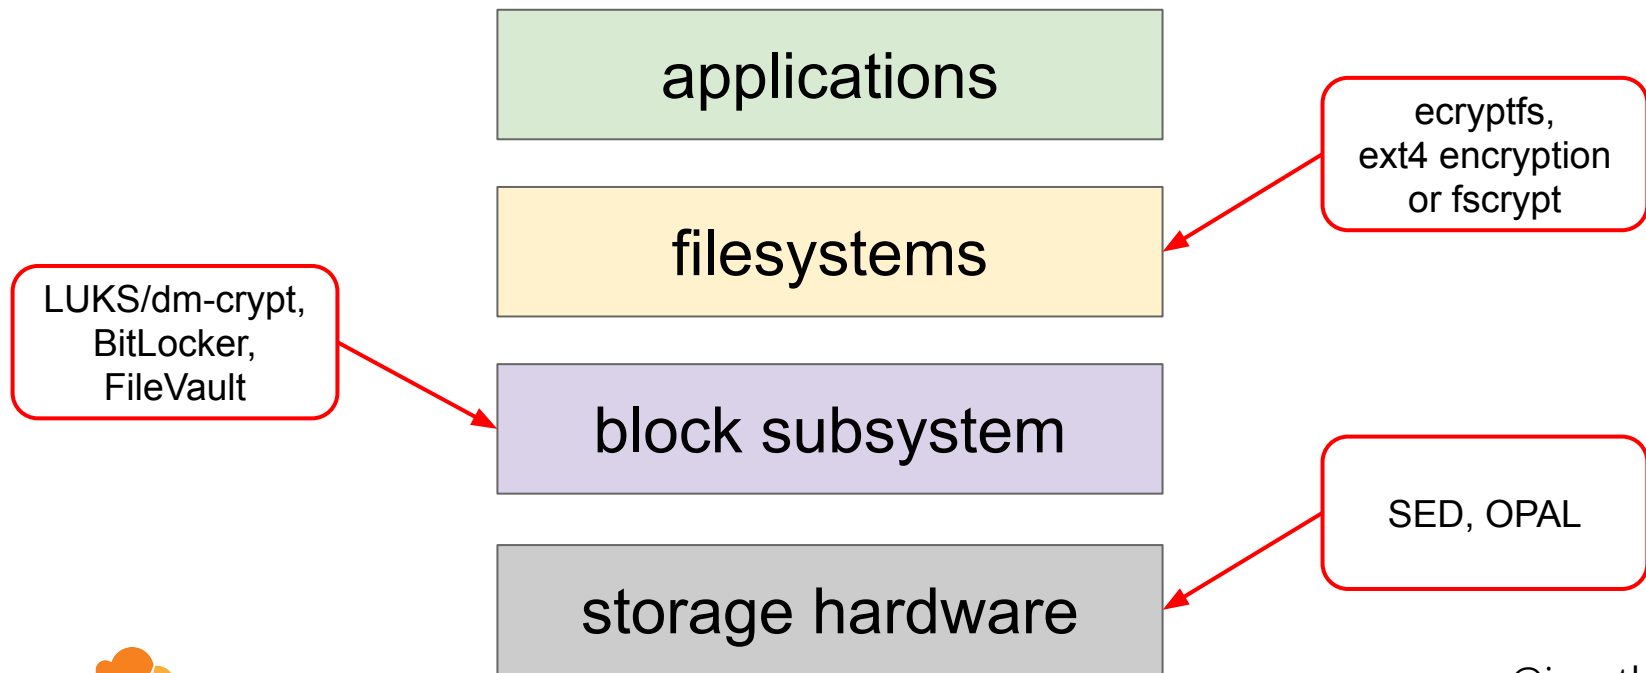 applications
ecryptfs,
ext4 encryption
or fscrypt
filesystems
LUKS/dm-crypt,
BitLocker,
FileVault
block subsystem
SED, OPAL
storage hardware